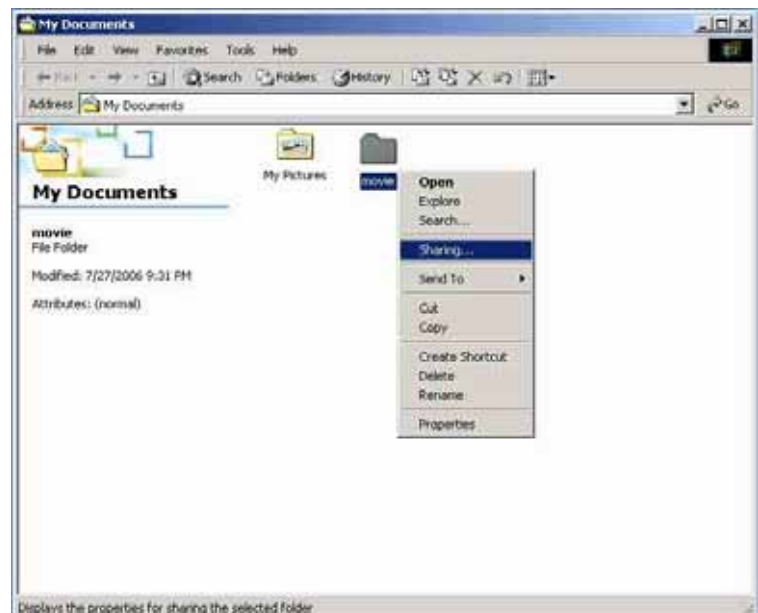 My Documents
File Edit View Favorites Tools Help
Back Search Folders History
Address My Documents Go
My Pictures
movie
My Documents
movie
File Folder
Modified: 7/27/2006 9:31 PM
Attributes: (normal)
Open
Explore
Search...
Sharing...
Send To
Cut
Copy
Create Shortcut
Delete
Rename
Properties
Displays the properties for sharing the selected folder